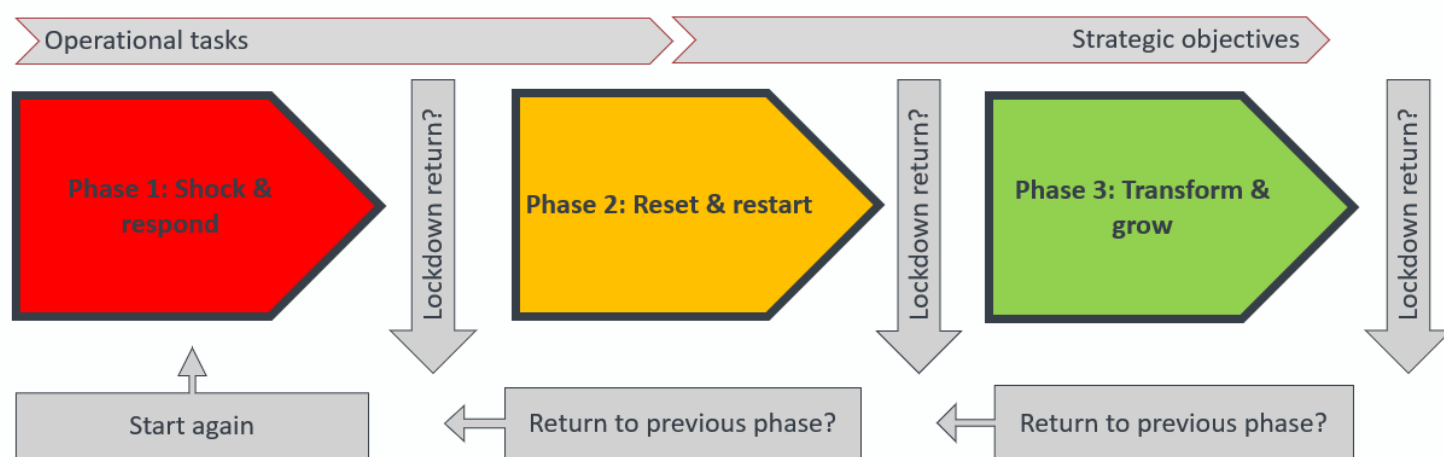 Operational tasks
Strategic objectives
Phase 1: Shock &
respond
Lockdown return?
Phase 2: Reset & restart
Lockdown return?
Phase 3: Transform &
grow
Lockdown return?
Start again
Return to previous phase?
Return to previous phase?